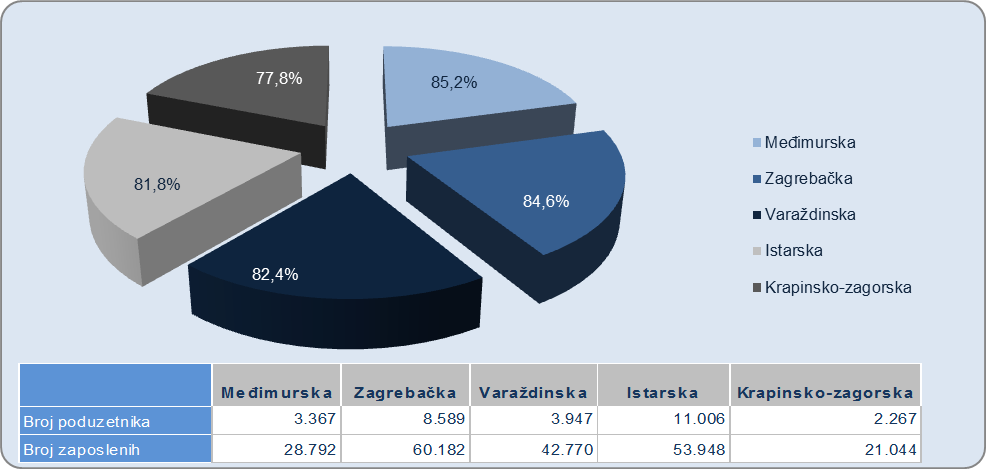 77,8%
85,2%
81,8%
84,6%
82,4%
Međimurska
Zagrebačka
Varaždinska
Istarska
Krapinsko-zagorska
Međimurska Zagrebačka Varaždinska Istarska Krapinsko-zagorska
Broj poduzetnika 3.367 8.589 3.947 11.006 2.267
Broj zaposlenih 28.792 60.182 42.770 53.948 21.044